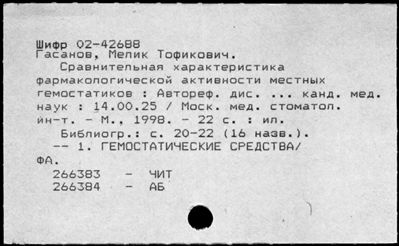 Шифр 02-42688
Гасанов, Мелик Тофикович.
Сравнительная характеристика
фармакологической активности местных
гемостатиков : Автореф. дис. ... канд. мед.
наук : 14.00.25 / Моск. мед. стоматол.
ин-т. - М., 1998. - 22 с. : ил.
Библиогр.: с. 20-22 (16 назв.).
-- 1. ГЕМОСТАТИЧЕСКИЕ СРЕДСТВА/
ФА.
266383 - ЧИТ
266384 - АБ